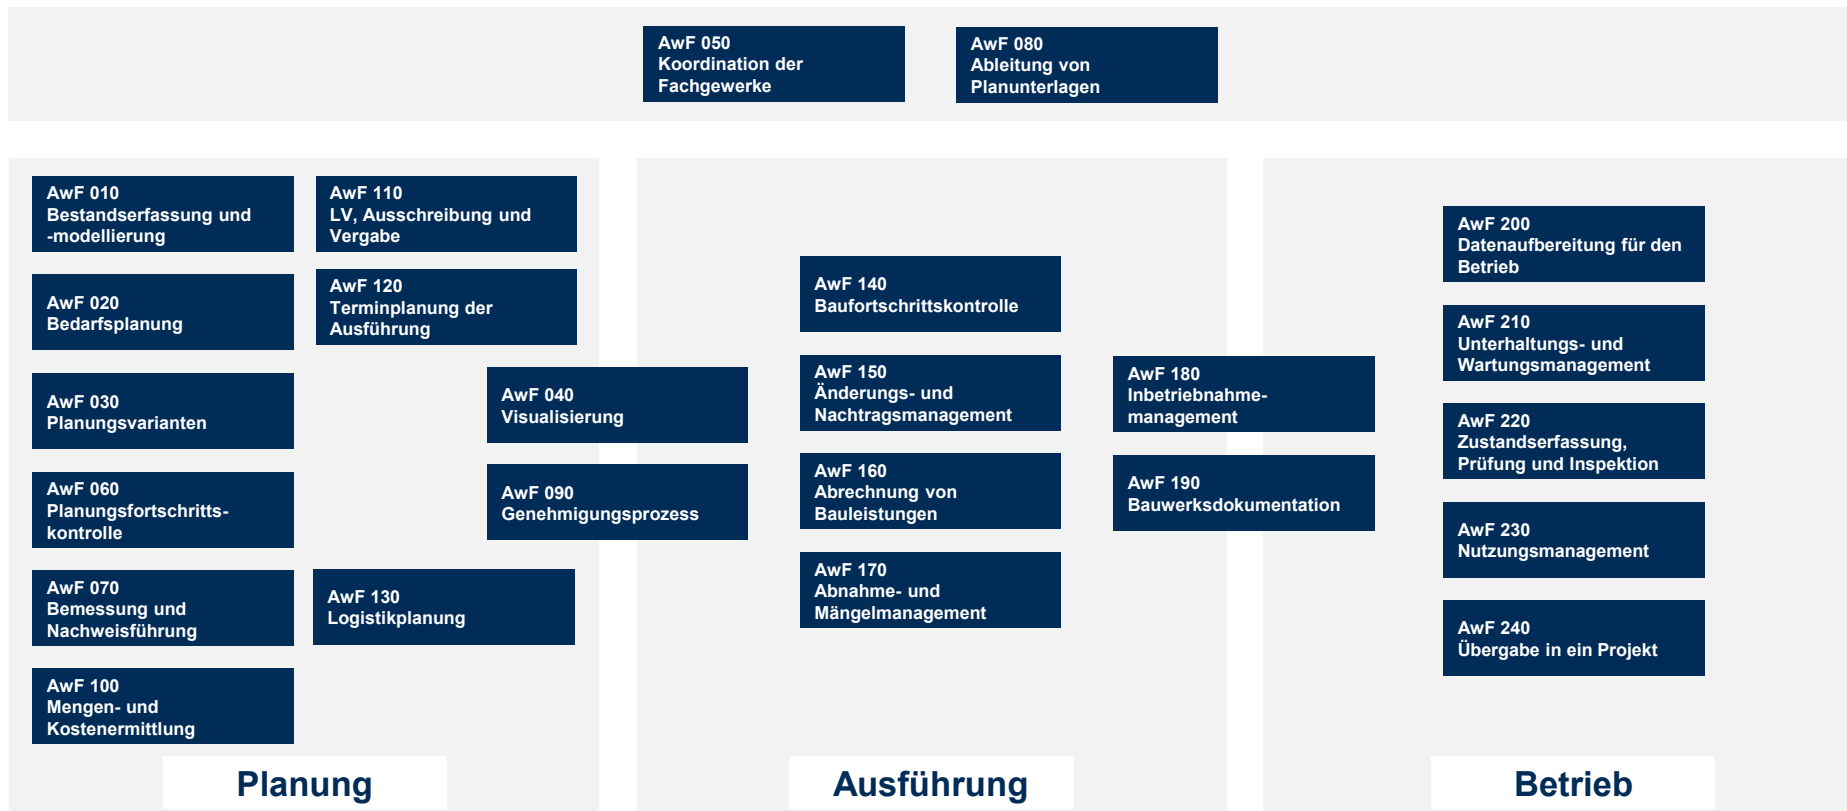 AwF 050
Koordination der
Fachgewerke
AwF 080
Ableitung von
Planunterlagen
AwF 010
Bestandserfassung und
-modellierung
AwF 110
LV, Ausschreibung und
Vergabe
AwF 020
Bedarfsplanung
AwF 120
Terminplanung der
Ausführung
AwF 030
Planungsvarianten
AwF 040
Visualisierung
AwF 060
Planungsfortschritts-
kontrolle
AwF 090
Genehmigungsprozess
AwF 070
Bemessung und
Nachweisführung
AwF 130
Logistikplanung
AwF 100
Mengen- und
Kostenermittlung
Planung
AwF 140
Baufortschrittskontrolle
AwF 150
Änderungs- und
Nachtragsmanagement
AwF 160
Abrechnung von
Bauleistungen
AwF 170
Abnahme- und
Mängelmanagement
Ausführung
AwF 180
Inbetriebnahme-
management
AwF 190
Bauwerksdokumentation
AwF 200
Datenaufbereitung für den
Betrieb
AwF 210
Unterhaltungs- und
Wartungsmanagement
AwF 220
Zustandserfassung,
Prüfung und Inspektion
AwF 230
Nutzungsmanagement
AwF 240
Übergabe in ein Projekt
Betrieb